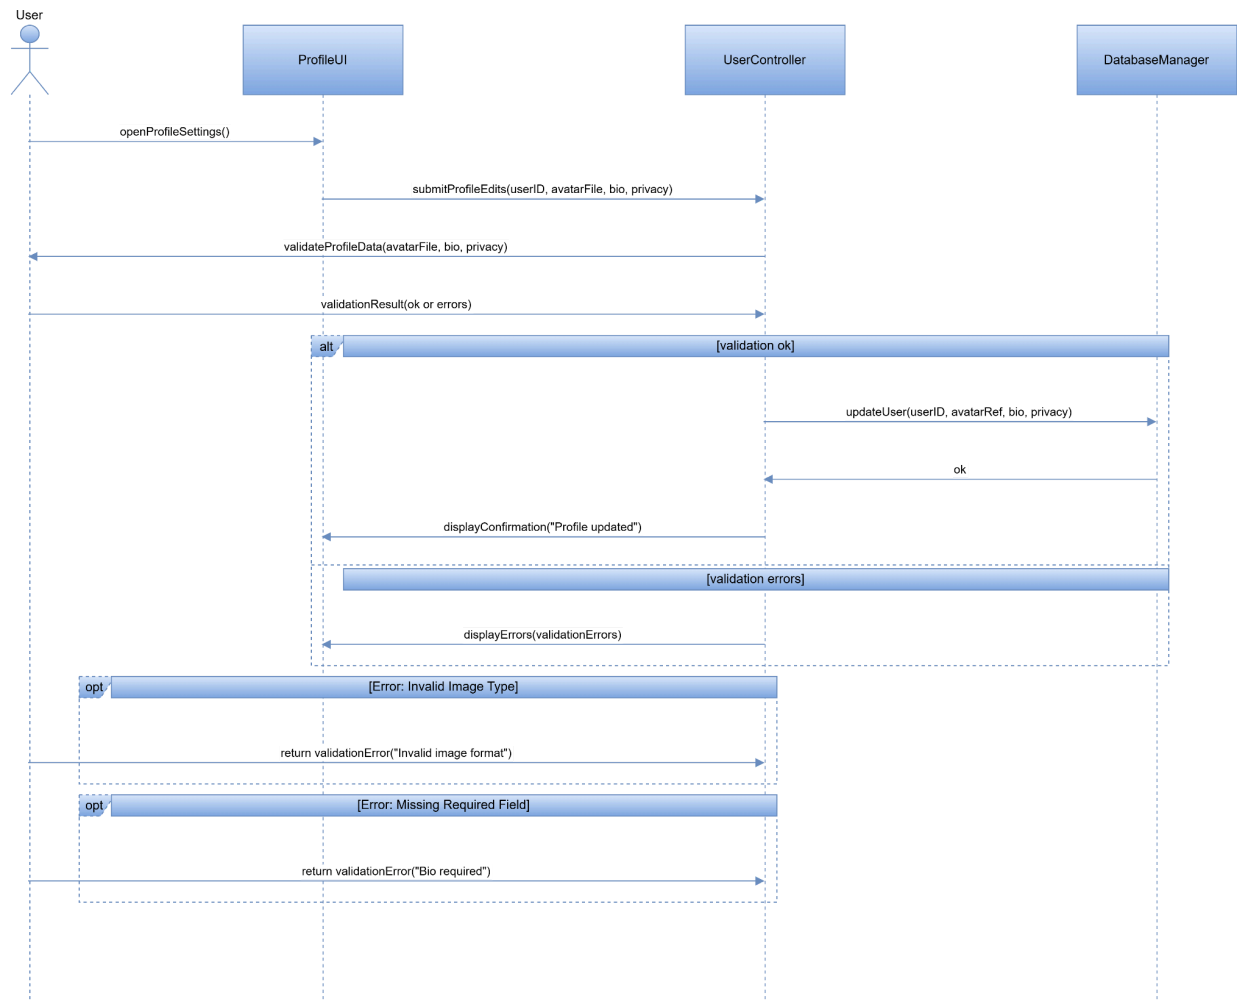 User
ProfileUI
UserController
DatabaseManager
openProfileSettings()
submitProfileEdits(userID, avatarFile, bio, privacy)
validateProfileData(avatarFile, bio, privacy)
validationResult(ok or errors)
alt
[validation ok]
updateUser(userID, avatarRef, bio, privacy)
ok
displayConfirmation("Profile updated")
[validation errors]
displayErrors(validationErrors)
opt
[Error: Invalid Image Type]
return validationError("Invalid image format")
opt
[Error: Missing Required Field]
return validationError("Bio required")